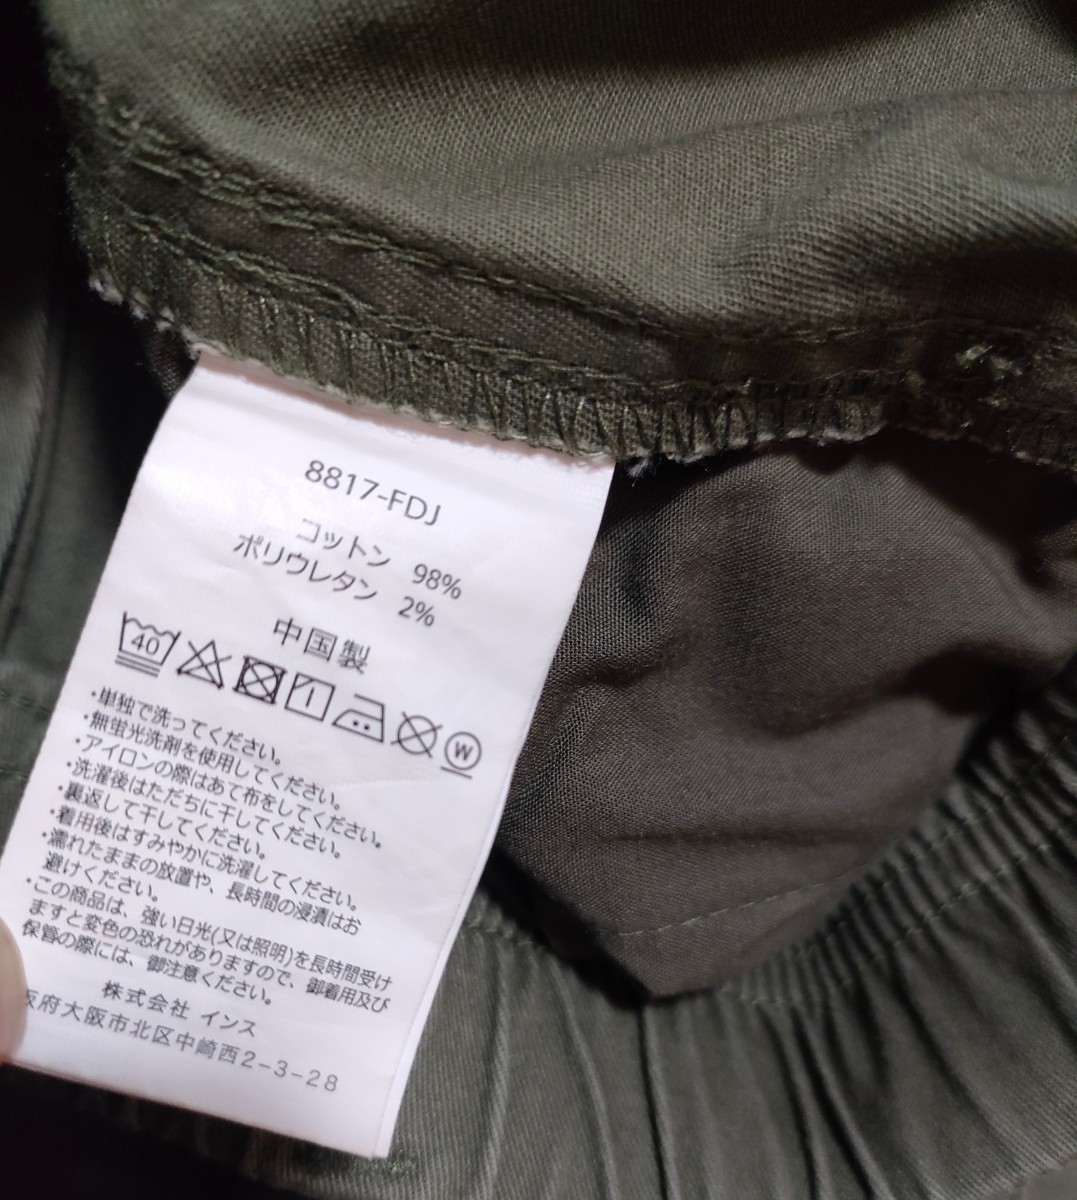 8817-FDJ
コットン 98%
ポリウレタン 2%
中国製
40
W
・単独で洗ってください。
・無蛍光洗剤を使用してください。
・アイロンの際はあて布をしてください。
・洗濯後はただちに干してください。
・裏返して干してください。
・着用後はすみやかに洗濯してください。
・濡れたままの放置や、長時間の浸漬はお
避けください。
・この商品は、強い日光(又は照明)を長時間受け
ますと変色の恐れがありますので、御着用及び
保管の際には、御注意ください。
株式会社 インス
阪府大阪市北区中崎西2-3-28